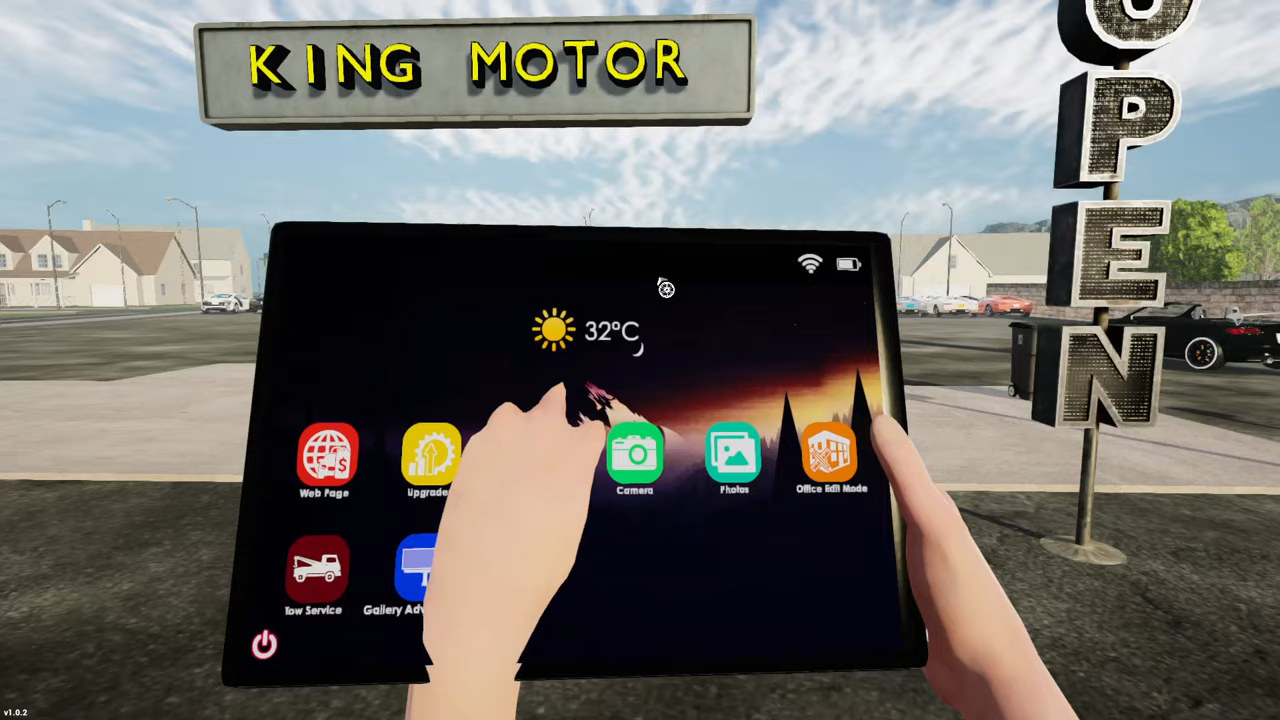 KING MOTOR
OPEN
32°C
Web Page
Upgrade
Camera
Photos
Office Edit Mode
Tow Service
Gallery Adv
v1.0.2